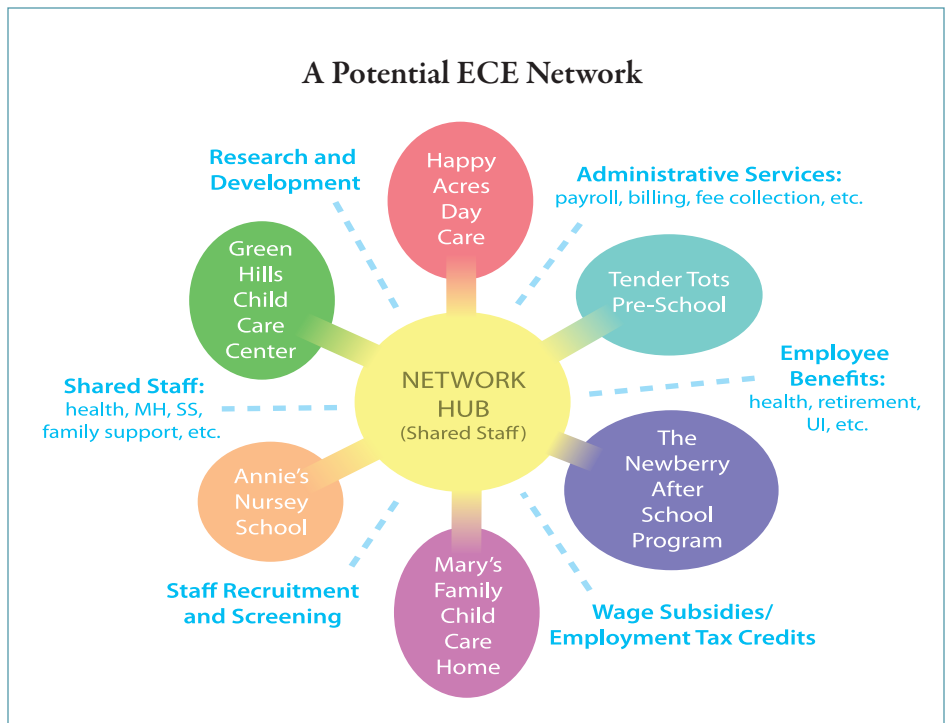 A Potential ECE Network
Research and
Development
Happy
Acres
Day
Care
Administrative Services:
payroll, billing, fee collection, etc.
Green
Hills
Child
Care
Center
Tender Tots
Pre-School
Shared Staff:
health, MH, SS,
family support, etc.
NETWORK
HUB
(Shared Staff)
Employee
Benefits:
health, retirement,
UI, etc.
Annie's
Nursey
School
The
Newberry
After
School
Program
Staff Recruitment
and Screening
Mary's
Family
Child
Care
Home
Wage Subsidies/
Employment Tax Credits